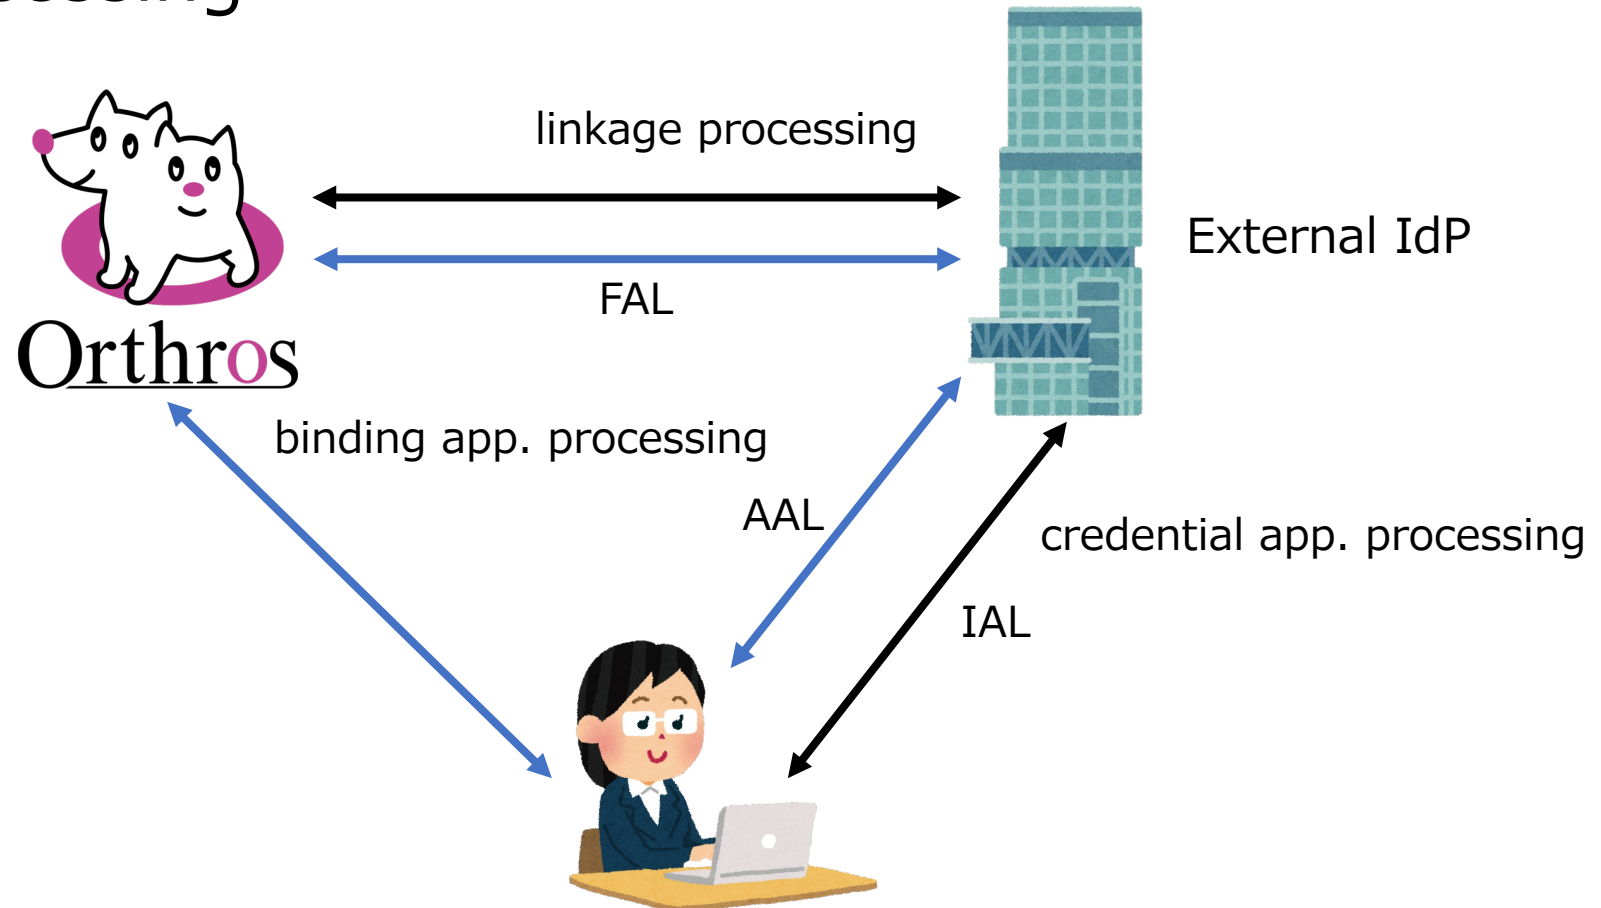 linkage processing
External IdP
FAL
Orthros
binding app. processing
AAL
credential app. processing
IAL